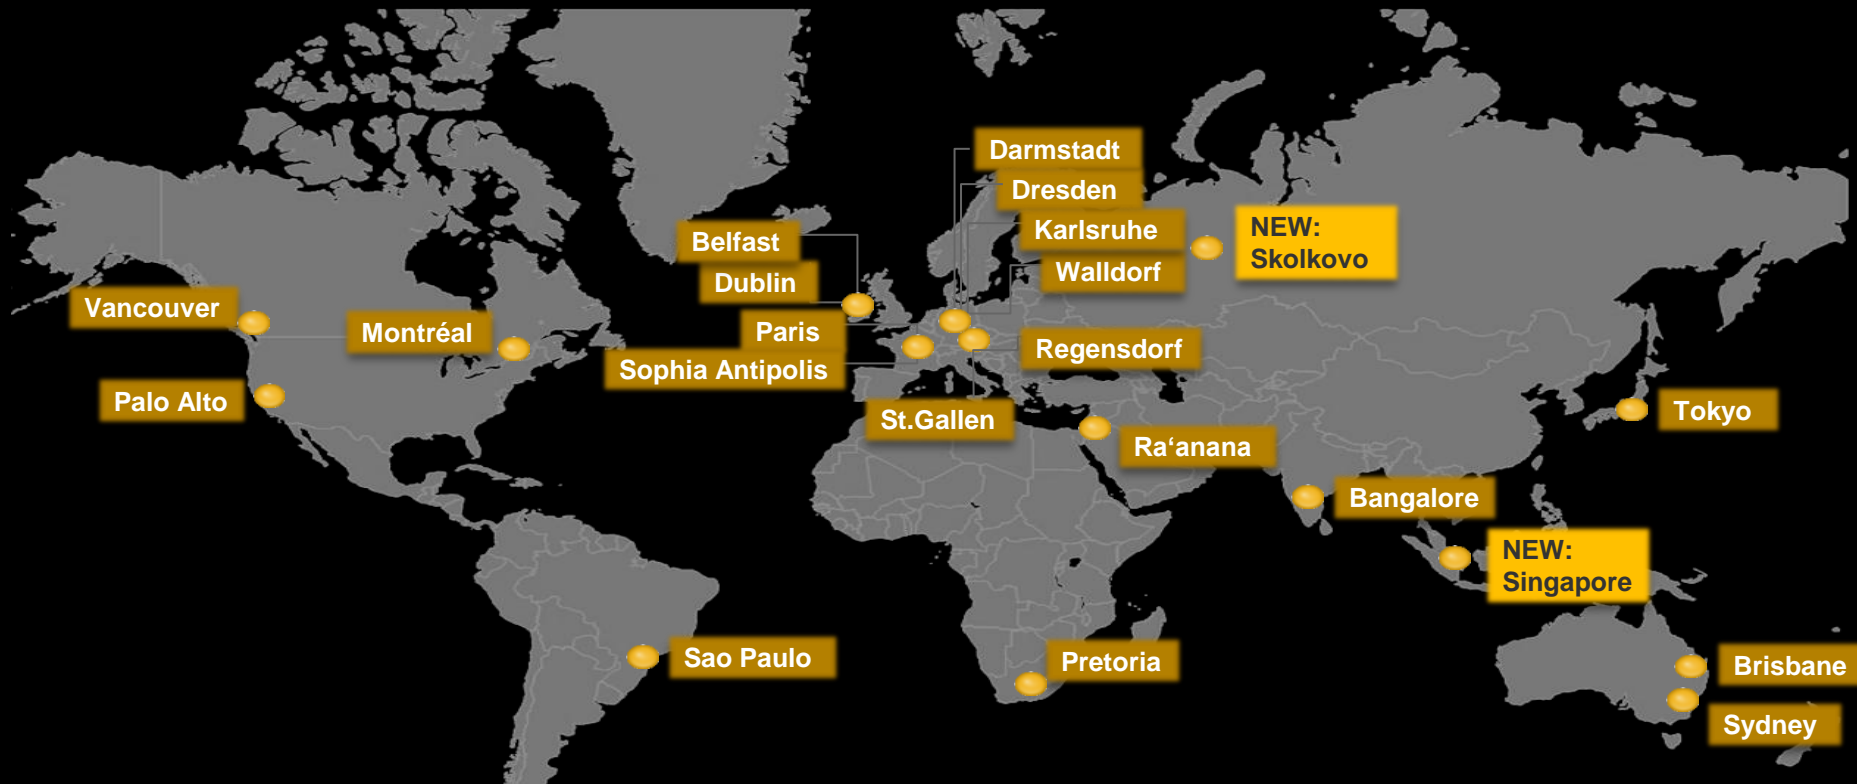 Darmstadt
Dresden
Karlsruhe
NEW:
Skolkovo
Belfast
Walldorf
Dublin
Vancouver
Montréal
Paris
Regensdorf
Sophia Antipolis
Palo Alto
Tokyo
St.Gallen
Ra‘anana
Bangalore
NEW:
Singapore
Sao Paulo
Pretoria
Brisbane
Sydney